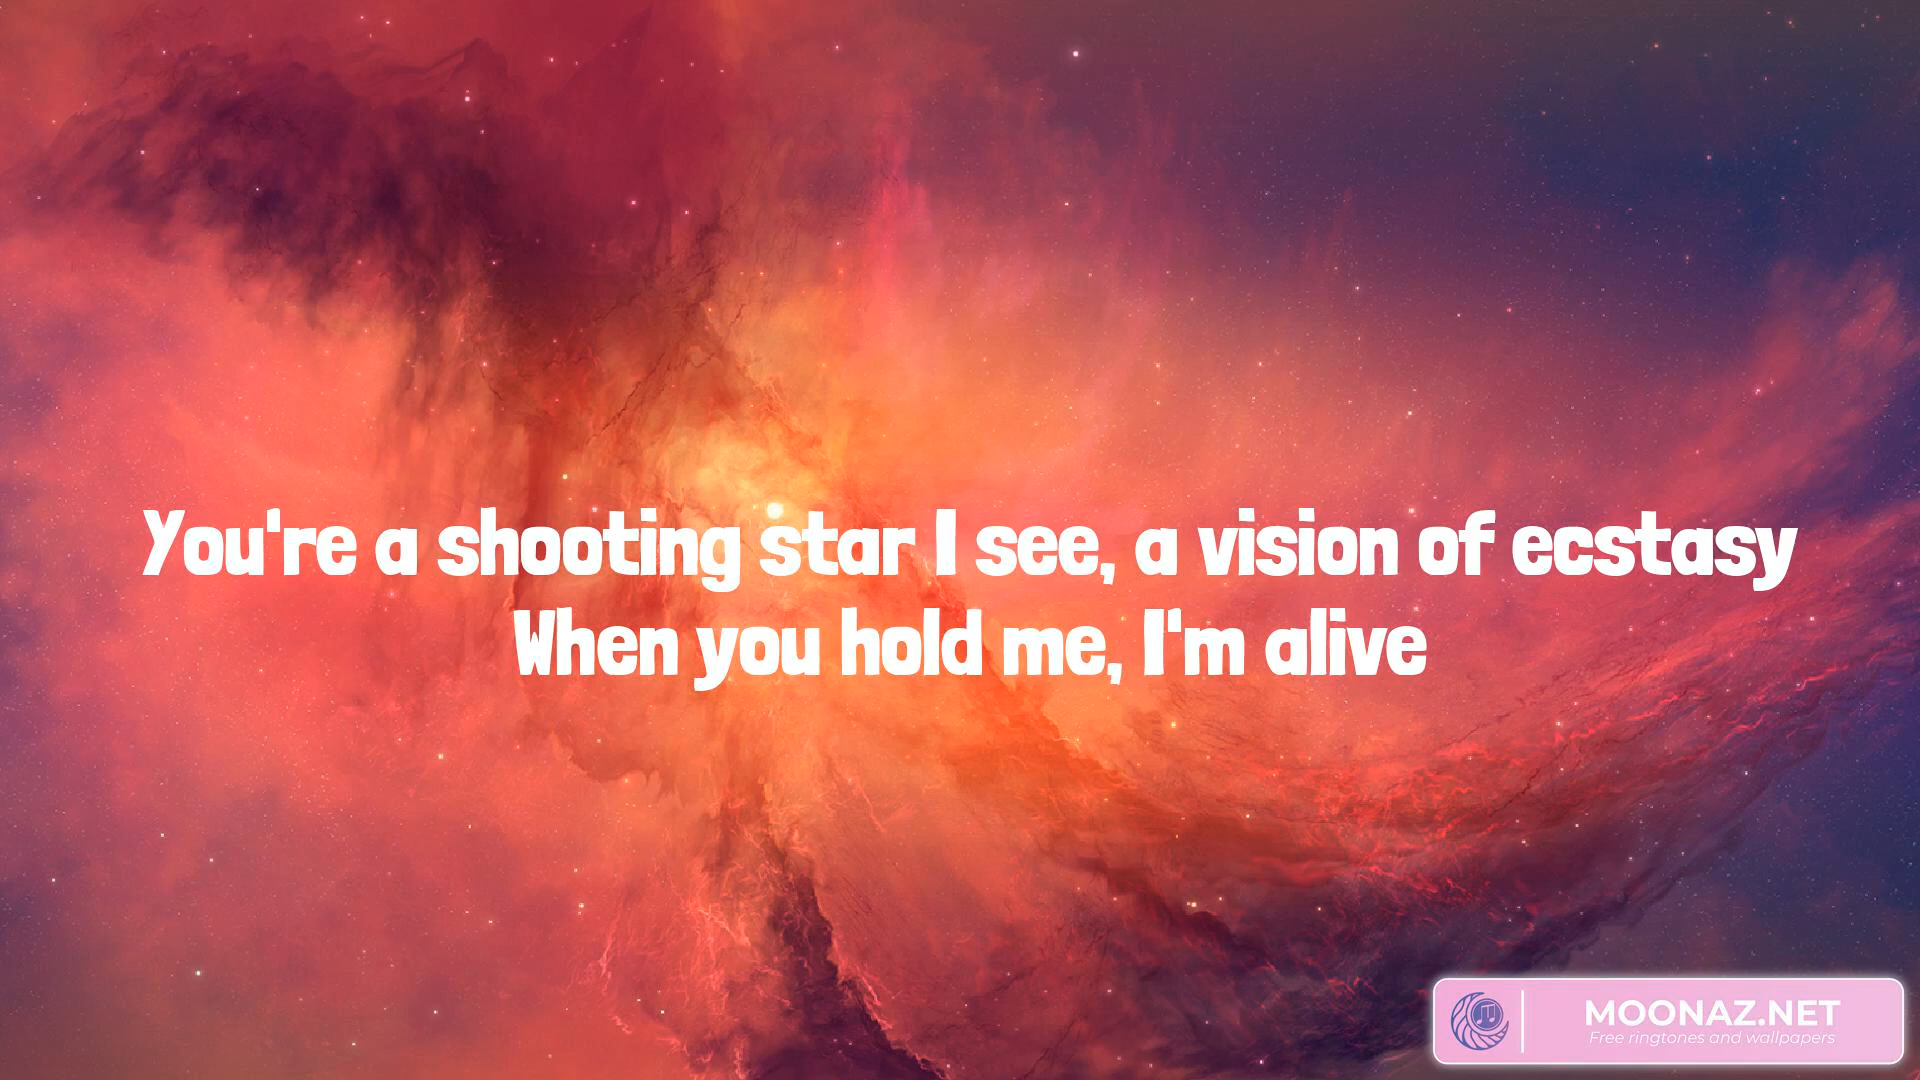 You're a shooting star I see, a vision of ecstasy
When you hold me, I'm alive
MOONAZ.NET
Free ringtones and wallpapers